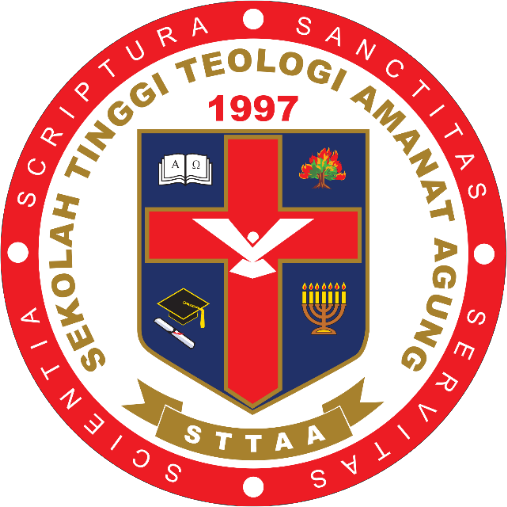 SCRIPTURA
SANCTITAS
SERVITAS
SCIENTIA
SEKOLAH TINGGI TEOLOGI AMANAT AGUNG
1997
Α Ω
STTAA